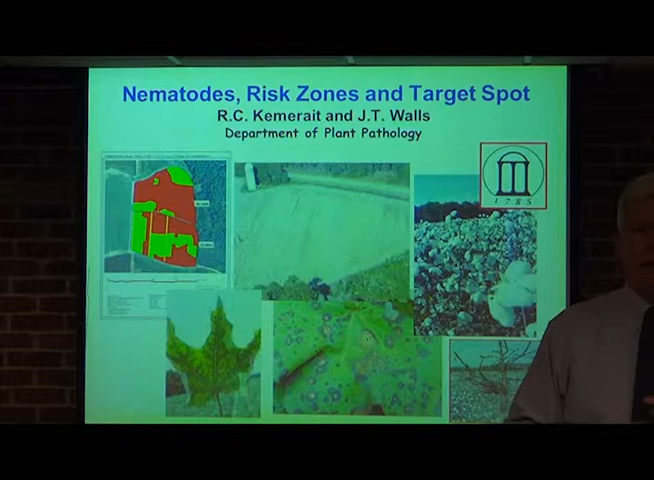 Nematodes, Risk Zones and Target Spot
R.C. Kemerait and J.T. Walls
Department of Plant Pathology
1785